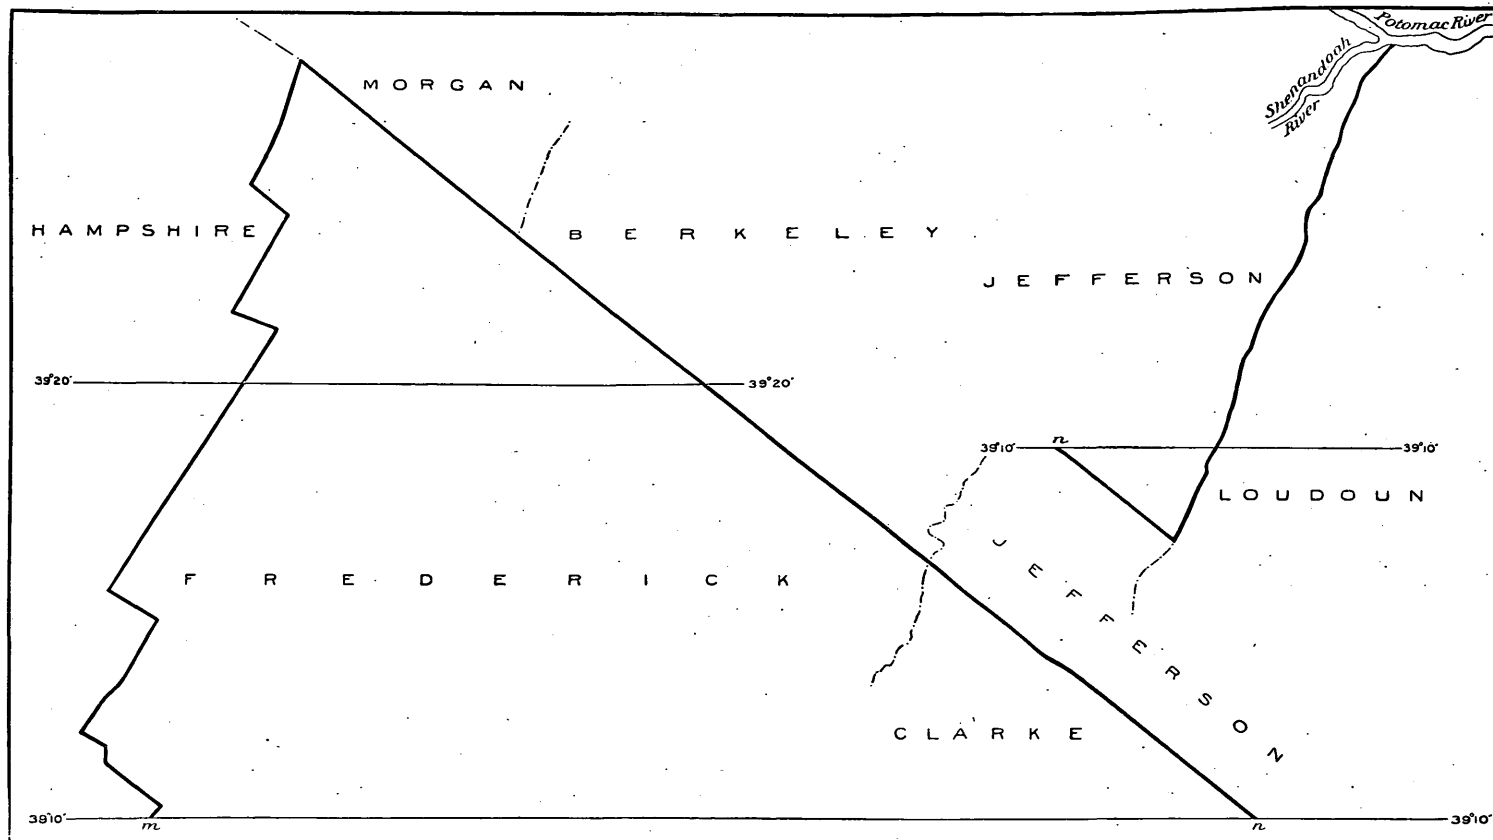 Potomac River
Shenandoah
River
MORGAN
HAMPSHIRE
BERKELEY
JEFFERSON
39°20'
39°20'
39°10'
n
39°10'
LOUDOUN
FREDERICK
JEFFERSON
CLARKE
39°10'
m
n
39°10'